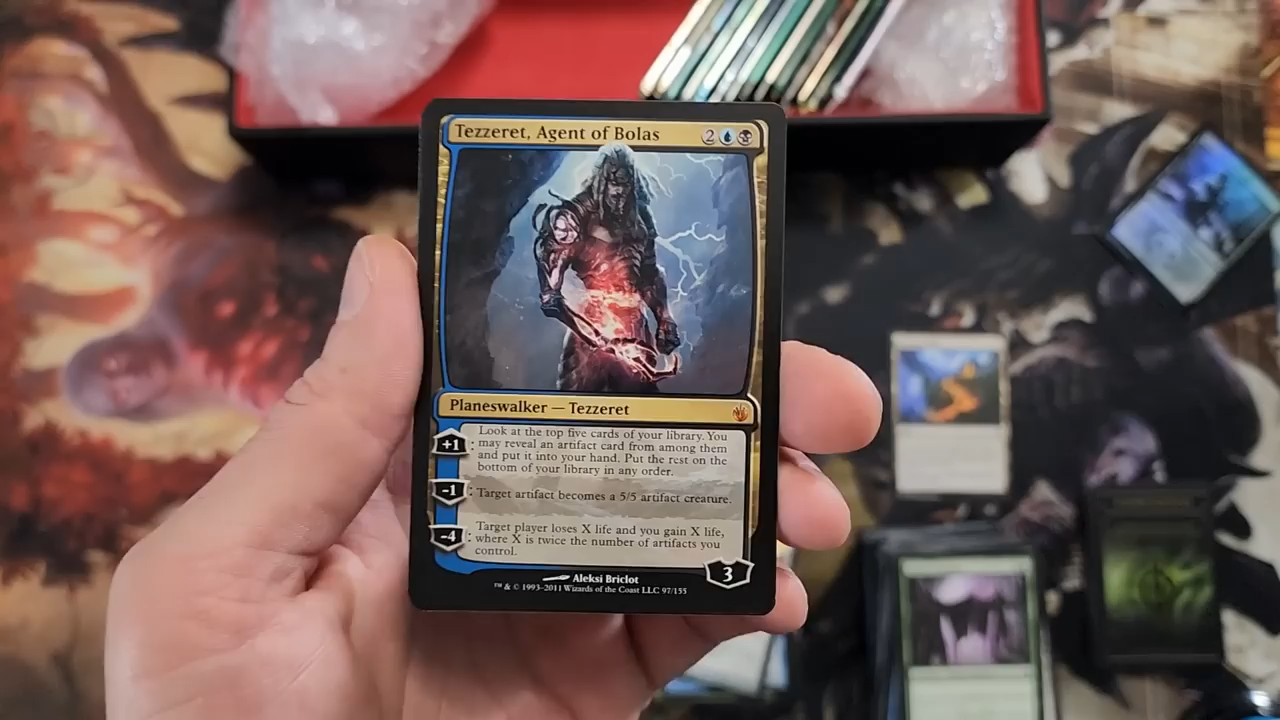 Tezzeret, Agent of Bolas 2
Planeswalker — Tezzeret
+1 : Look at the top five cards of your library. You
may reveal an artifact card from among them
and put it into your hand. Put the rest on the
bottom of your library in any order.
-1 : Target artifact becomes a 5/5 artifact creature.
-4 : Target player loses X life and you gain X life,
where X is twice the number of artifacts you
control.
3
Aleksi Briclot
™ & © 1993–2011 Wizards of the Coast LLC 97/155